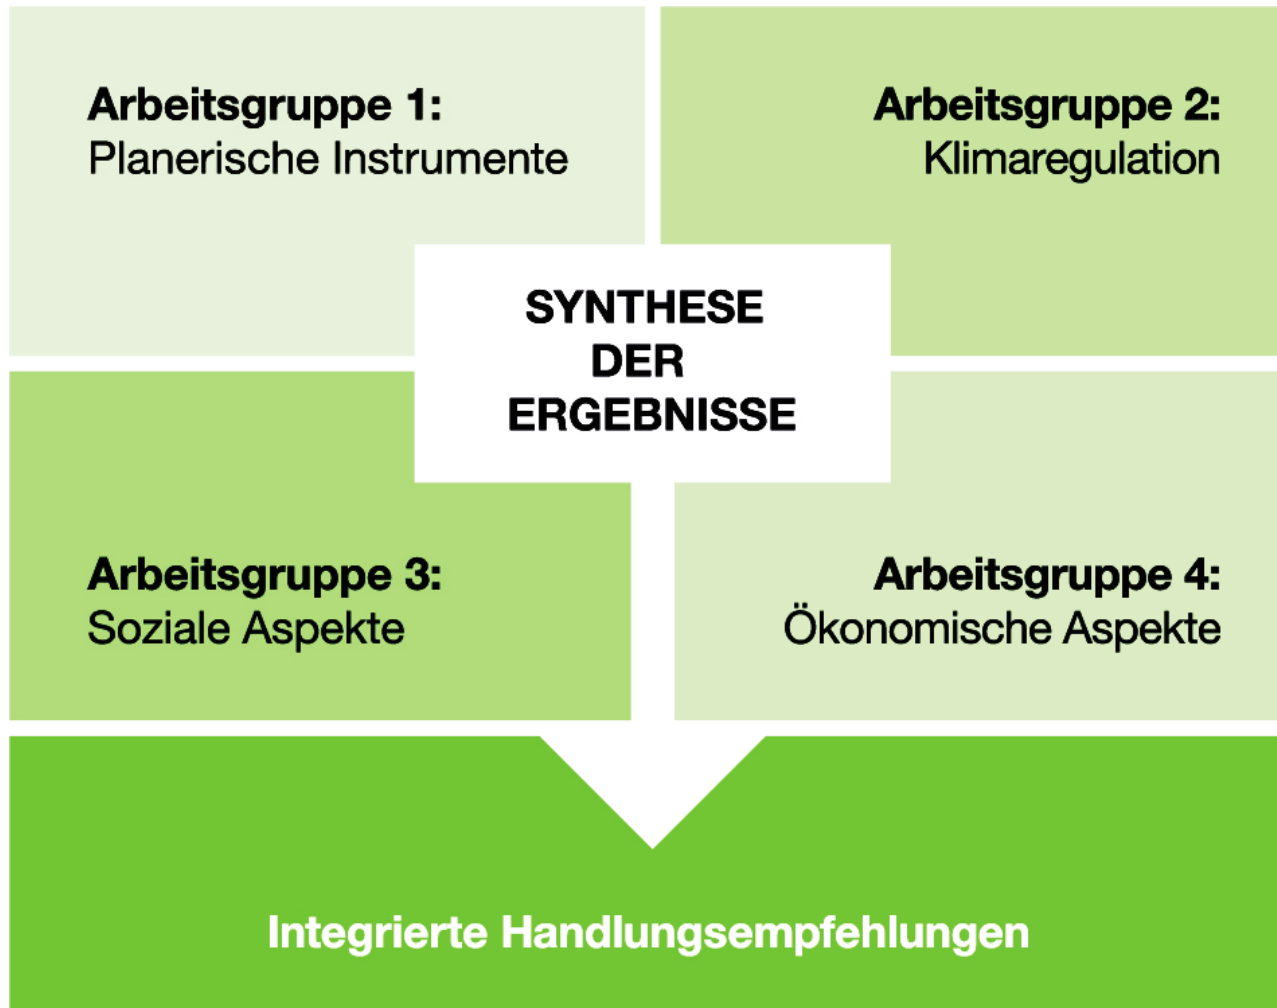 Arbeitsgruppe 1:
Planerische Instrumente
Arbeitsgruppe 2:
Klimaregulation
SYNTHESE
DER
ERGEBNISSE
Arbeitsgruppe 3:
Soziale Aspekte
Arbeitsgruppe 4:
Ökonomische Aspekte
Integrierte Handlungsempfehlungen